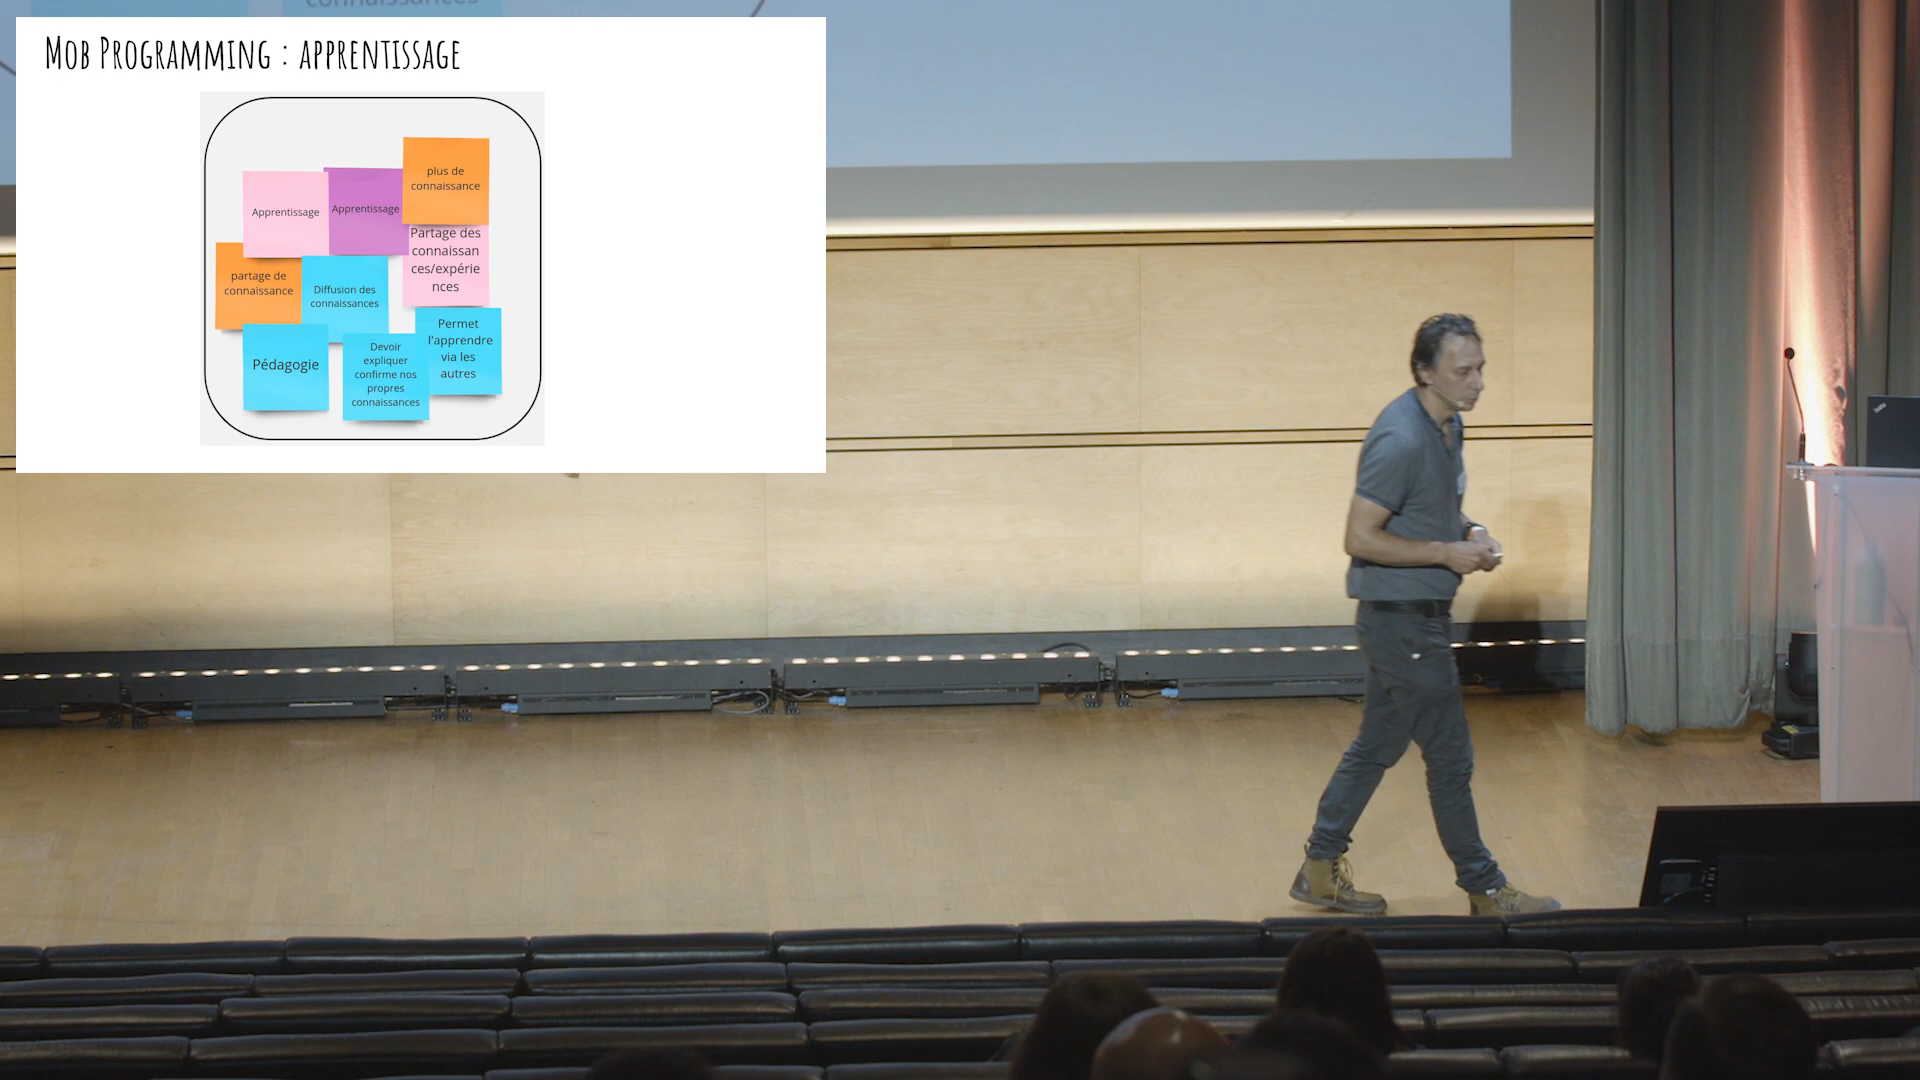 connaissances
Mob Programming : apprentissage
plus de
connaissance
Apprentissage
Apprentissage
Partage des
connaissan
ces/expérie
nces
partage de
connaissance
Diffusion des
connaissances
Permet
l'apprendre
via les
autres
Pédagogie
Devoir
expliquer
confirme nos
propres
connaissances